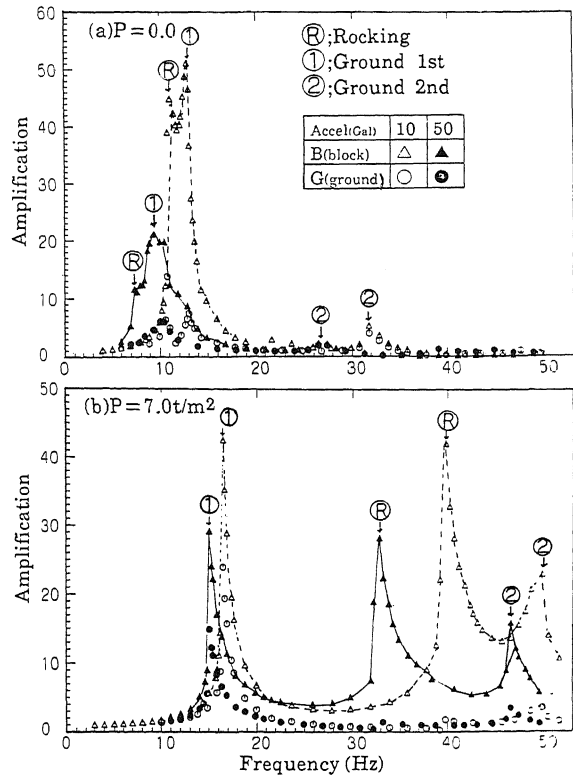 (a)P=0.0
Ⓡ;Rocking
①;Ground 1st
②;Ground 2nd
Accel(Gal) 10 50
B(block) △ ▲
G(ground) ○ ●
Ⓡ ①
Ⓡ ①
② ②
Amplification
60
50
40
30
20
10
0
0 10 20 30 40 50
(b)P=7.0t/m²
① ①
Ⓡ Ⓡ
② ②
Amplification
50
40
30
20
10
0
0 10 20 30 40 50
Frequency (Hz)